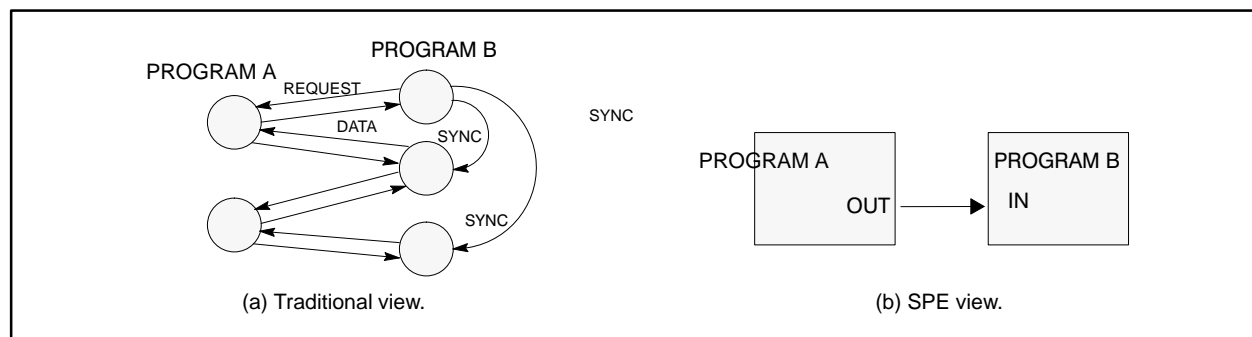 PROGRAM B
PROGRAM A
REQUEST
DATA
SYNC
SYNC
(a) Traditional view.
SYNC
PROGRAM A
OUT
PROGRAM B
IN
(b) SPE view.